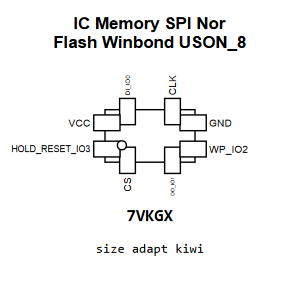 IC Memory SPI Nor
Flash Winbond USON_8
DI_IO0
CLK
VCC
GND
HOLD_RESET_IO3
WP_IO2
CS
DO_IO1
7VKGX
size adapt kiwi